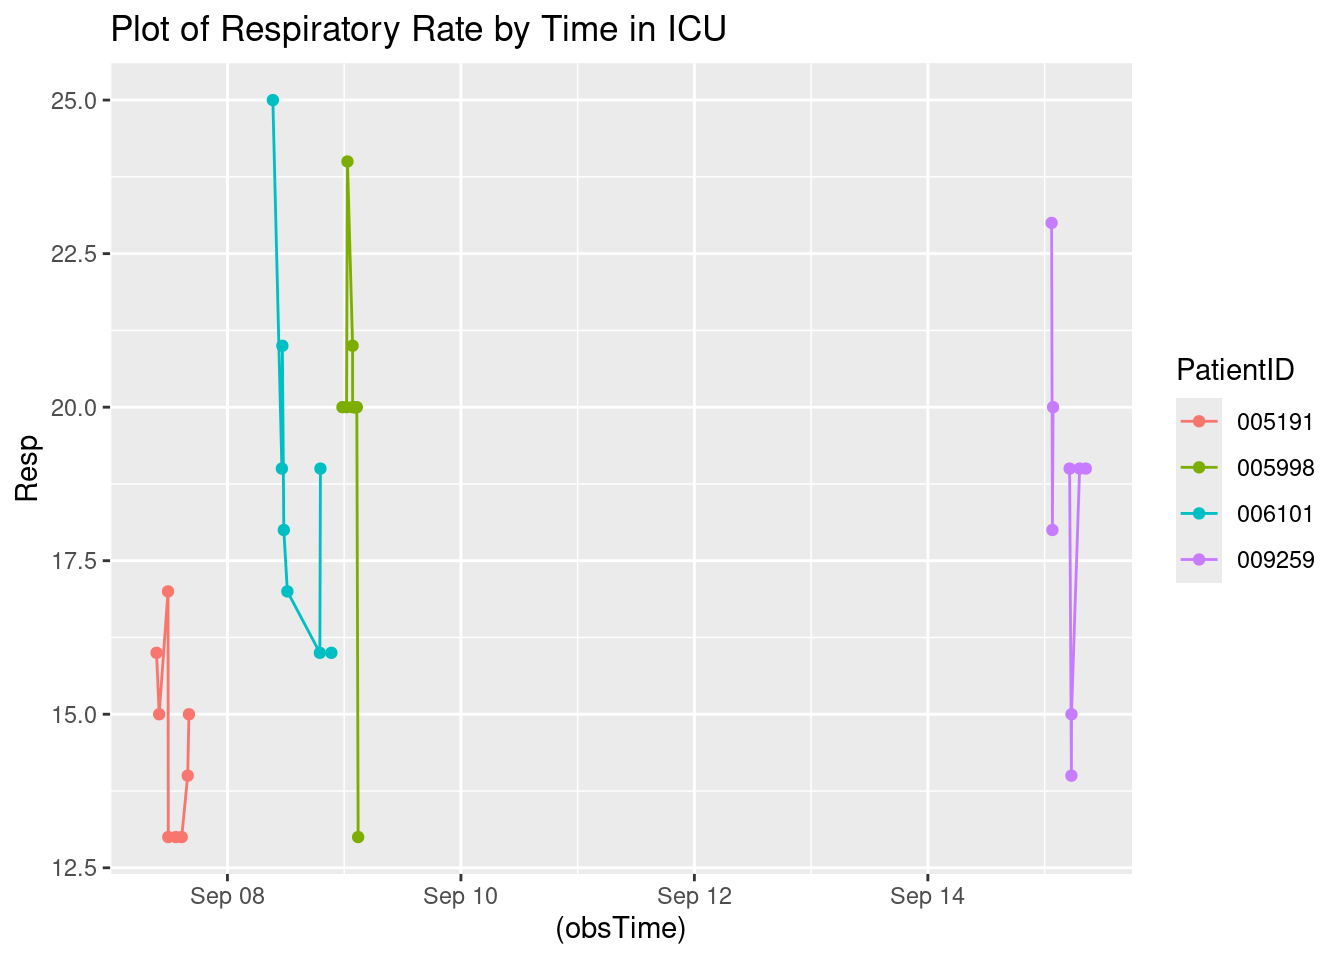 Plot of Respiratory Rate by Time in ICU
25.0
22.5
20.0
17.5
15.0
12.5
Resp
Sep 08
Sep 10
Sep 12
Sep 14
(obsTime)
PatientID
005191
005998
006101
009259